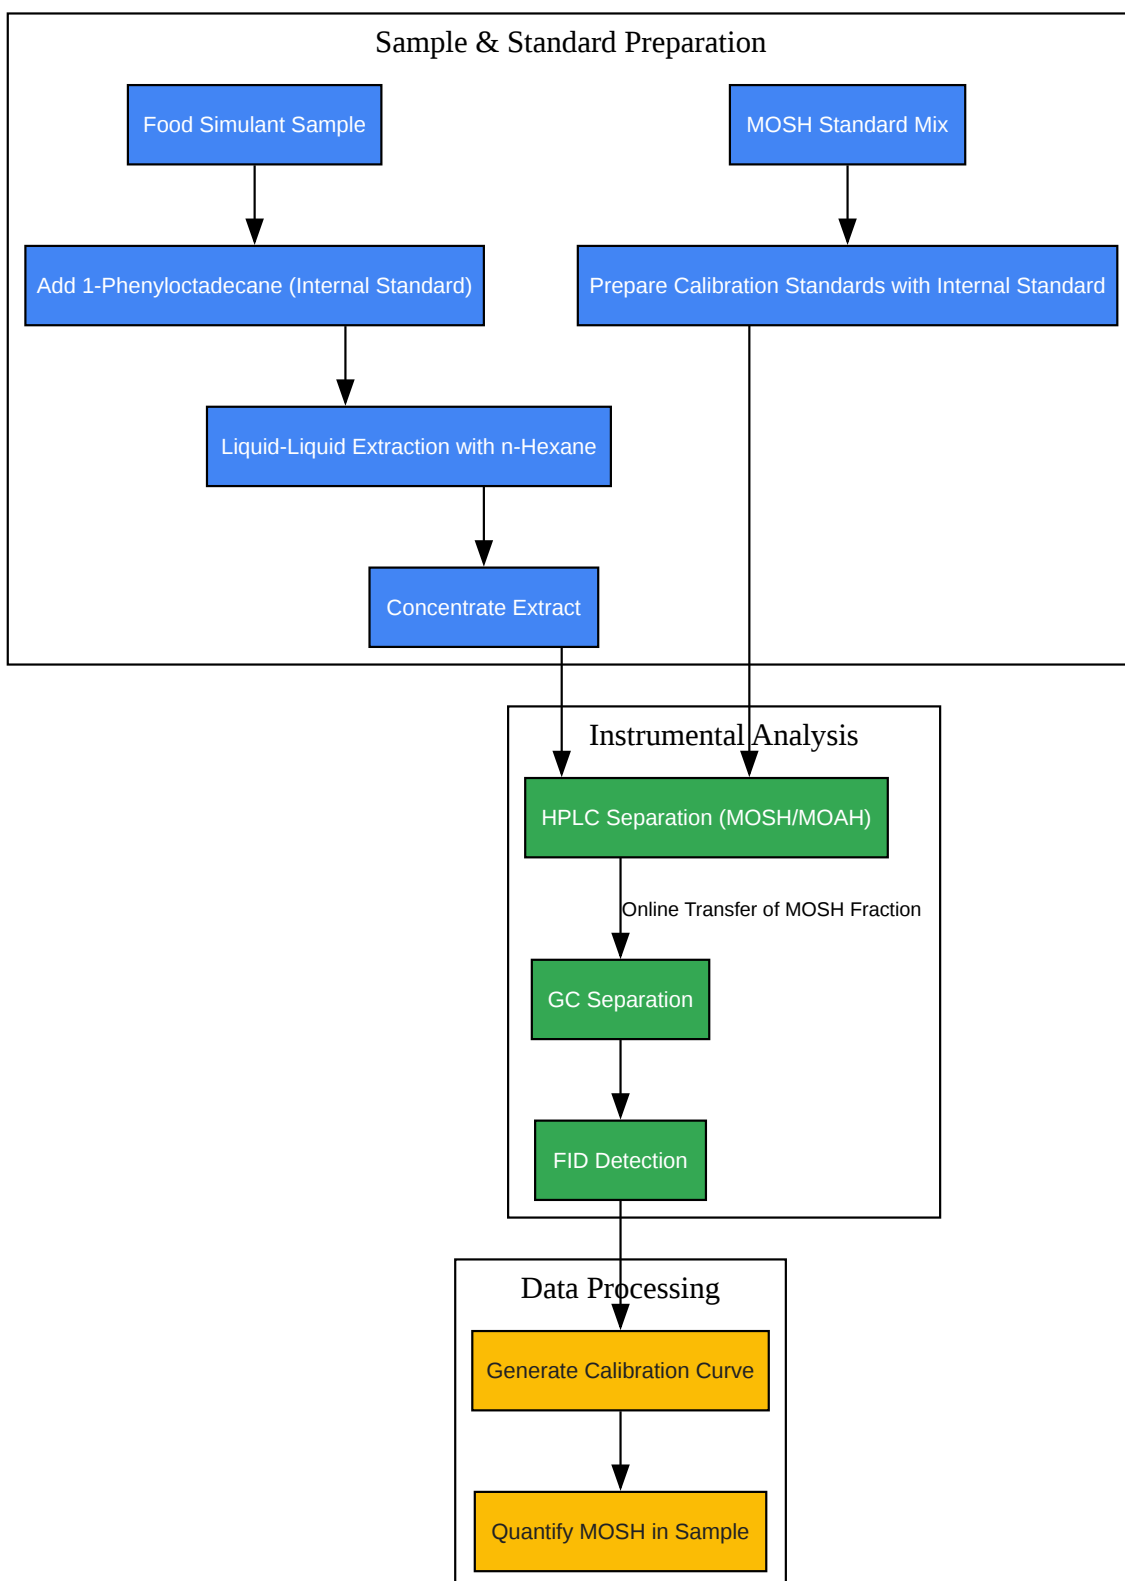 Sample & Standard Preparation
Food Simulant Sample
MOSH Standard Mix
Add 1-Phenyloctadecane (Internal Standard)
Prepare Calibration Standards with Internal Standard
Liquid-Liquid Extraction with n-Hexane
Concentrate Extract
Instrumental Analysis
HPLC Separation (MOSH/MOAH)
Online Transfer of MOSH Fraction
GC Separation
FID Detection
Data Processing
Generate Calibration Curve
Quantify MOSH in Sample